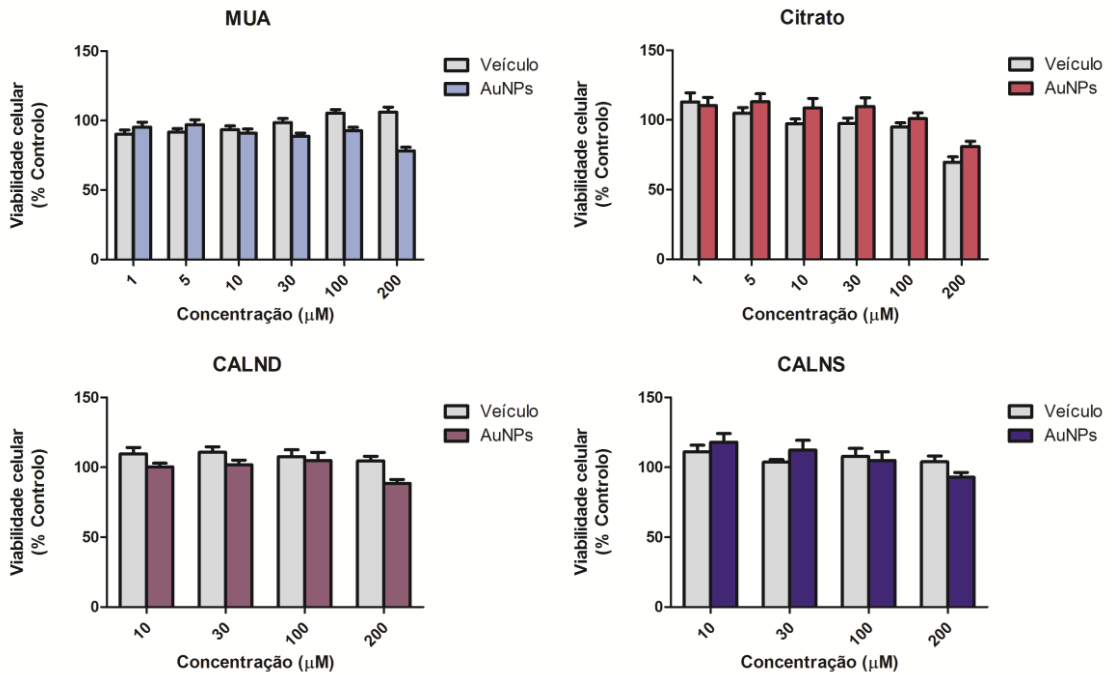 MUA
150
100
50
0
Viabilidade celular
(% Controlo)
1 5 10 30 100 200
Concentração (μM)
Veículo
AuNPs
Citrato
150
100
50
0
Viabilidade celular
(% Controlo)
1 5 10 30 100 200
Concentração (μM)
Veículo
AuNPs
CALND
150
100
50
0
Viabilidade celular
(% Controlo)
10 30 100 200
Concentração (μM)
Veículo
AuNPs
CALNS
150
100
50
0
Viabilidade celular
(% Controlo)
10 30 100 200
Concentração (μM)
Veículo
AuNPs